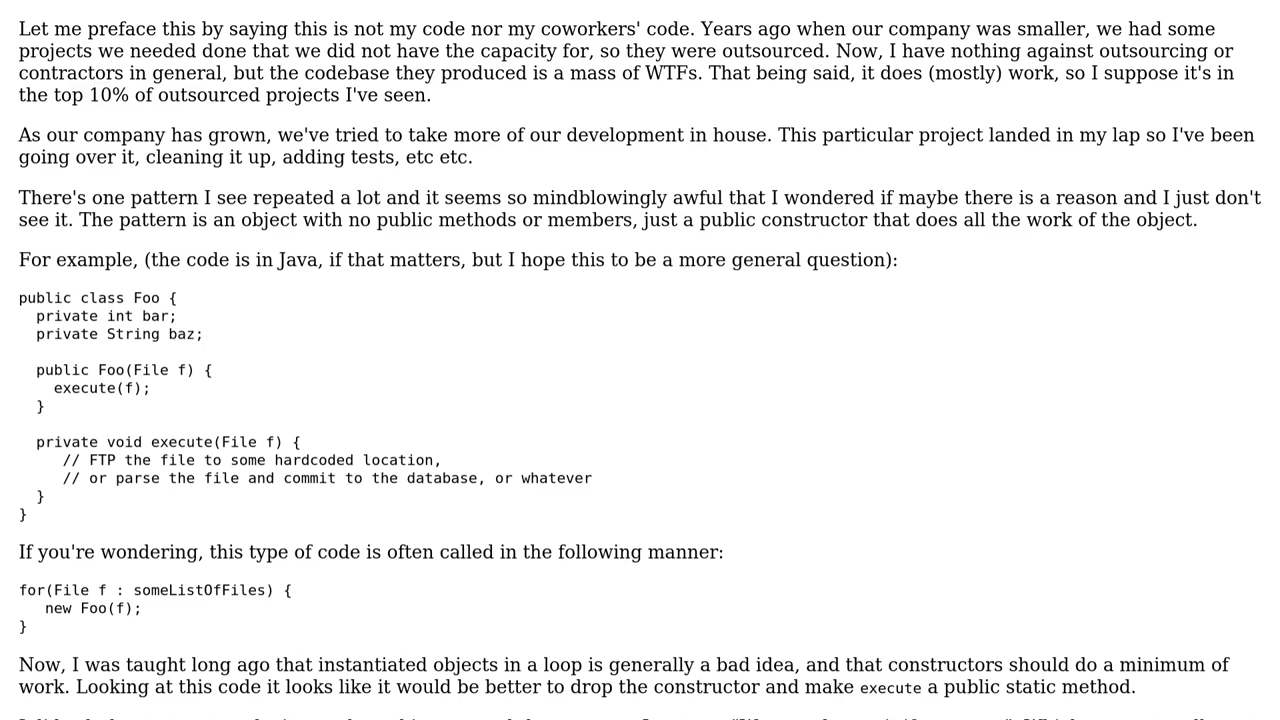 Let me preface this by saying this is not my code nor my coworkers' code. Years ago when our company was smaller, we had some
projects we needed done that we did not have the capacity for, so they were outsourced. Now, I have nothing against outsourcing or
contractors in general, but the codebase they produced is a mass of WTFs. That being said, it does (mostly) work, so I suppose it's in
the top 10% of outsourced projects I've seen.
As our company has grown, we've tried to take more of our development in house. This particular project landed in my lap so I've been
going over it, cleaning it up, adding tests, etc etc.
There's one pattern I see repeated a lot and it seems so mindblowingly awful that I wondered if maybe there is a reason and I just don't
see it. The pattern is an object with no public methods or members, just a public constructor that does all the work of the object.
For example, (the code is in Java, if that matters, but I hope this to be a more general question):
public class Foo {
  private int bar;
  private String baz;
  public Foo(File f) {
    execute(f);
  }
  private void execute(File f) {
     // FTP the file to some hardcoded location,
     // or parse the file and commit to the database, or whatever
  }
}
If you're wondering, this type of code is often called in the following manner:
for(File f : someListOfFiles) {
   new Foo(f);
}
Now, I was taught long ago that instantiated objects in a loop is generally a bad idea, and that constructors should do a minimum of
work. Looking at this code it looks like it would be better to drop the constructor and make execute a public static method.